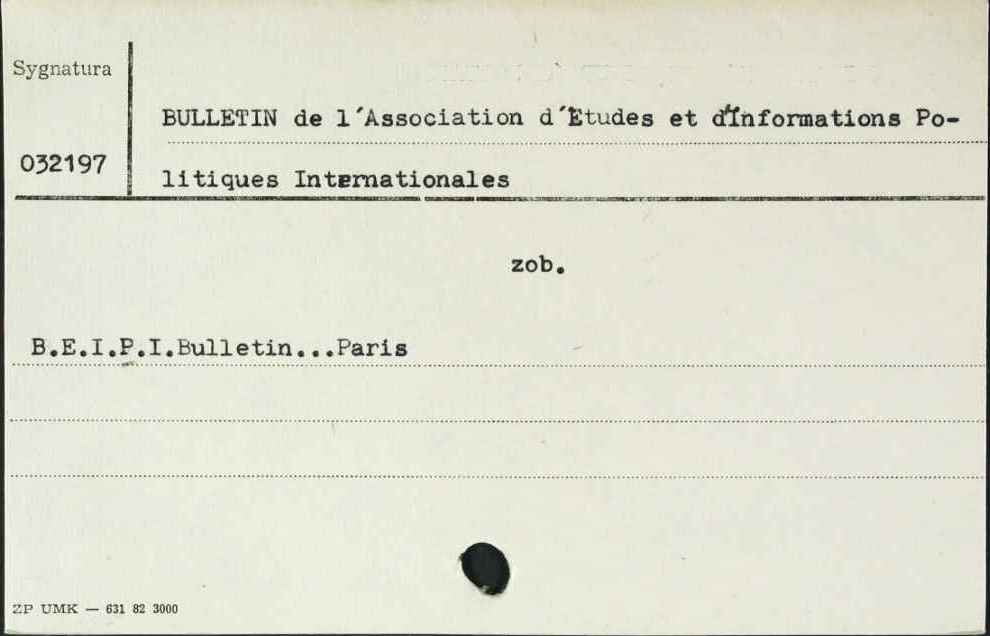 Sygnatura
BULLETIN de l´Association d´Etudes et d´Informations Po-
032197
litiques Internationales
zob.
B.E.I.P.I.Bulletin...Paris
ZP UMK — 631 82 3000